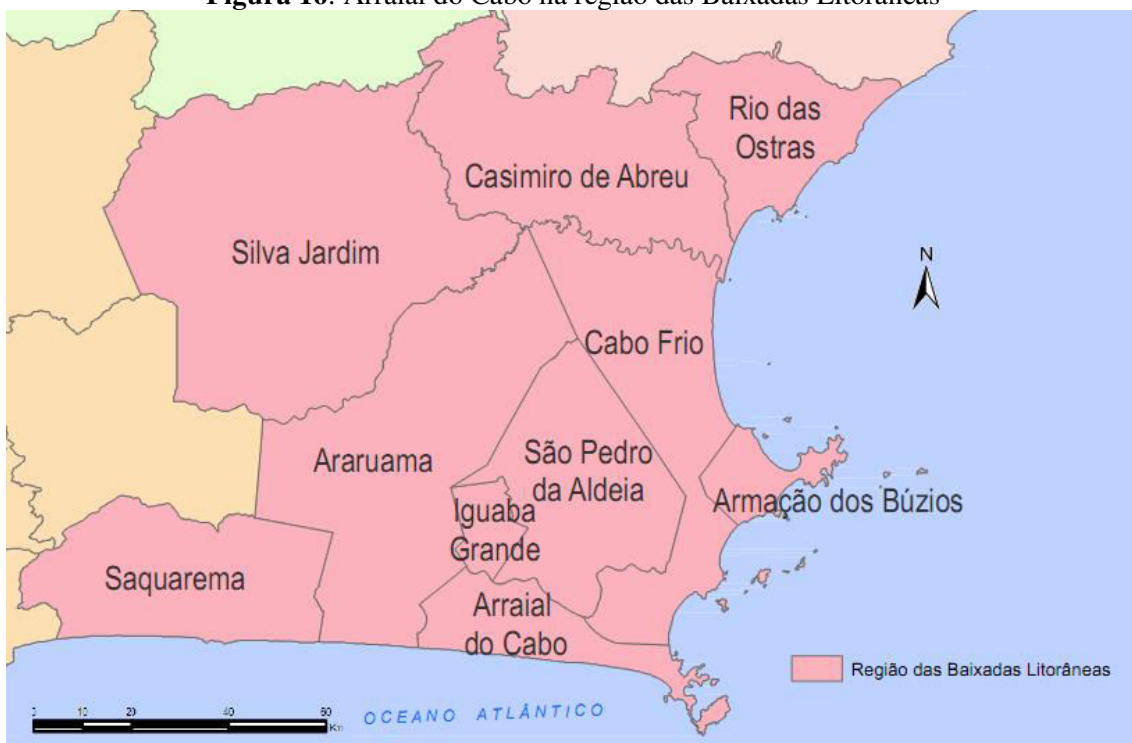 Figura 10: Arraial do Cabo na região das Baixadas Litorâneas
Rio das
Ostras
Casimiro de Abreu
Silva Jardim
N
Cabo Frio
Araruama
São Pedro
da Aldeia
Armação dos Búzios
Iguaba
Grande
Saquarema
Arraial
do Cabo
Região das Baixadas Litorâneas
10 20 40 60
Km
OCEANO ATLÂNTICO